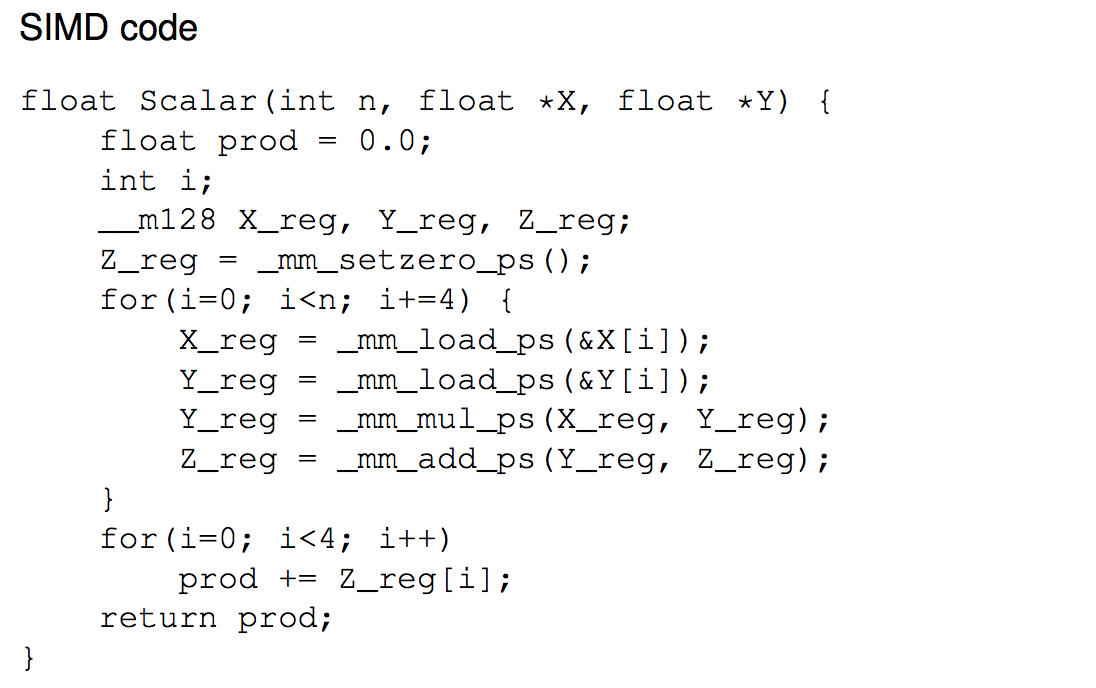 SIMD code
float Scalar(int n, float *X, float *Y) {
    float prod = 0.0;
    int i;
    __m128 X_reg, Y_reg, Z_reg;
    Z_reg = _mm_setzero_ps();
    for(i=0; i<n; i+=4) {
        X_reg = _mm_load_ps(&X[i]);
        Y_reg = _mm_load_ps(&Y[i]);
        Y_reg = _mm_mul_ps(X_reg, Y_reg);
        Z_reg = _mm_add_ps(Y_reg, Z_reg);
    }
    for(i=0; i<4; i++)
        prod += Z_reg[i];
    return prod;
}